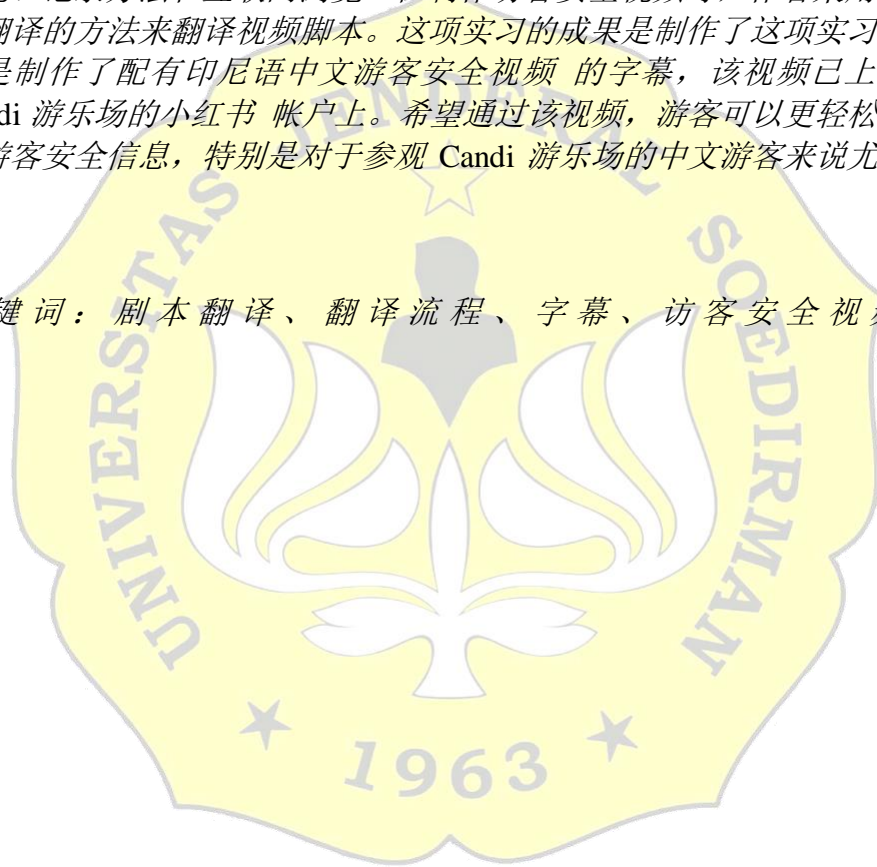 翻译的方法来翻译视频脚本。这项实习的成果是制作了这项实习
是制作了配有印尼语中文游客安全视频 的字幕，该视频已上
di 游乐场的小红书 帐户上。希望通过该视频，游客可以更轻松
游客安全信息，特别是对于参观 Candi 游乐场的中文游客来说尤
键 词 ： 剧 本 翻 译 、 翻 译 流 程 、 字 幕 、 访 客 安 全 视
UNIVERSITAS JENDERAL SOEDIRMAN
1963